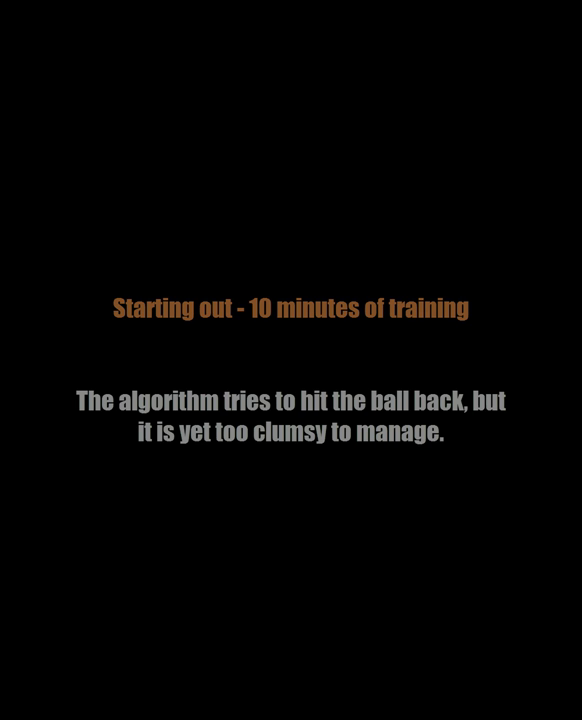 Starting out - 10 minutes of training
The algorithm tries to hit the ball back, but
it is yet too clumsy to manage.